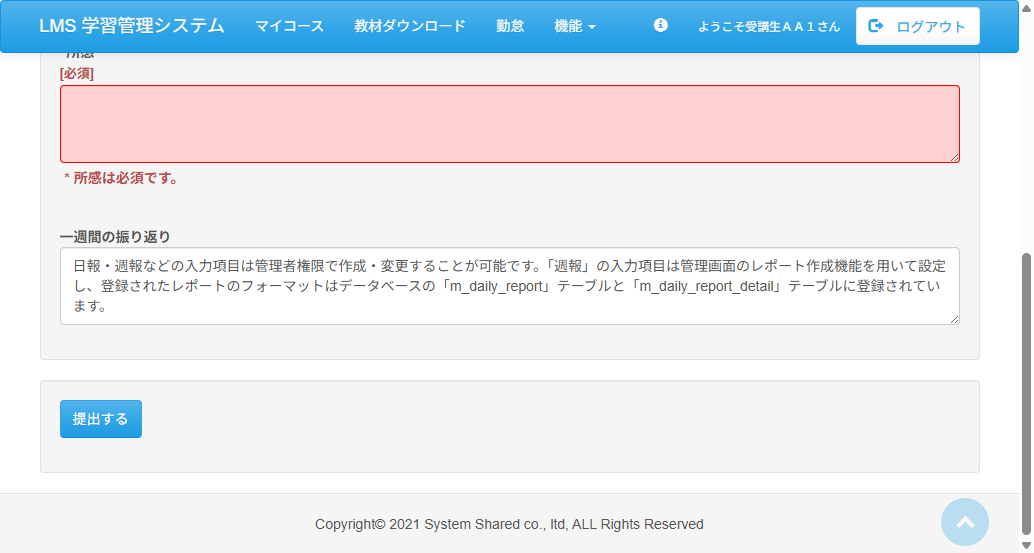 LMS 学習管理システム マイコース 教材ダウンロード 勤怠 機能 ようこそ受講生ＡＡ１さん ログアウト
所感
[必須]
* 所感は必須です。
一週間の振り返り
日報・週報などの入力項目は管理者権限で作成・変更することが可能です。「週報」の入力項目は管理画面のレポート作成機能を用いて設定
し、登録されたレポートのフォーマットはデータベースの「m_daily_report」テーブルと「m_daily_report_detail」テーブルに登録されてい
ます。
提出する
Copyright© 2021 System Shared co., ltd, ALL Rights Reserved